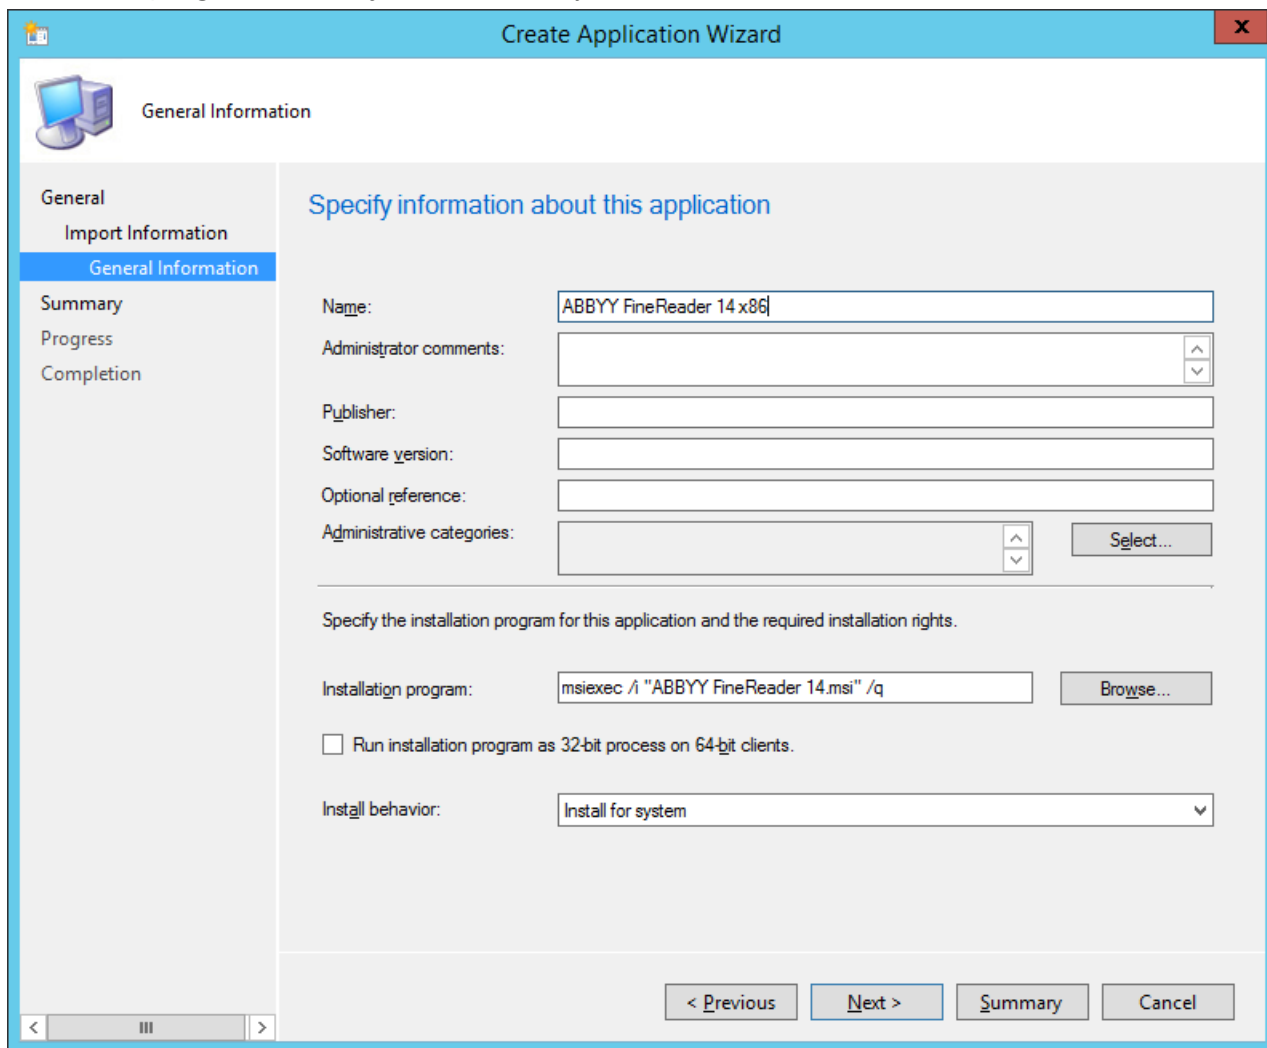 Create Application Wizard
X
General Information
General
Import Information
General Information
Summary
Progress
Completion
Specify information about this application
Name: ABBYY FineReader 14 x86
Administrator comments:
Publisher:
Software version:
Optional reference:
Administrative categories: Select...
Specify the installation program for this application and the required installation rights.
Installation program: msiexec /i "ABBYY FineReader 14.msi" /q Browse...
Run installation program as 32-bit process on 64-bit clients.
Install behavior: Install for system
< Previous Next > Summary Cancel